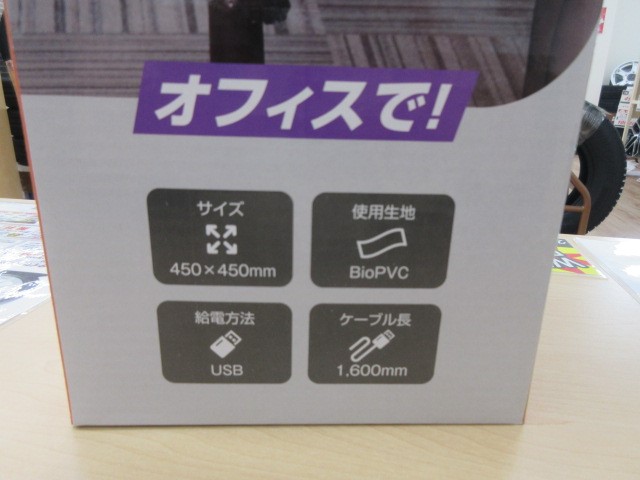 オフィスで!
サイズ
450×450mm
使用生地
BioPVC
給電方法
USB
ケーブル長
1,600mm